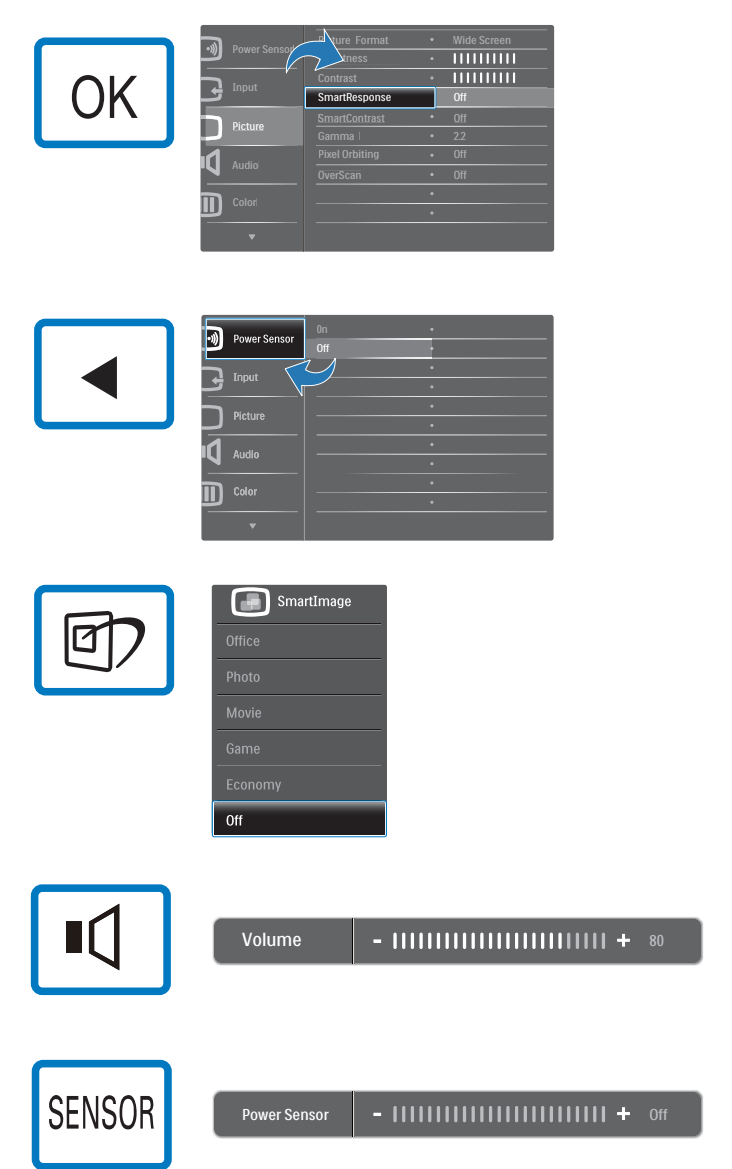 OK
Power Sensor
Input
Picture
Audio
Color
Picture Format Wide Screen
Brightness
Contrast
SmartResponse Off
SmartContrast Off
Gamma 2.2
Pixel Orbiting Off
OverScan Off
Power Sensor
Input
Picture
Audio
Color
On
Off
SmartImage
Office
Photo
Movie
Game
Economy
Off
Volume - + 80
SENSOR
Power Sensor - + Off